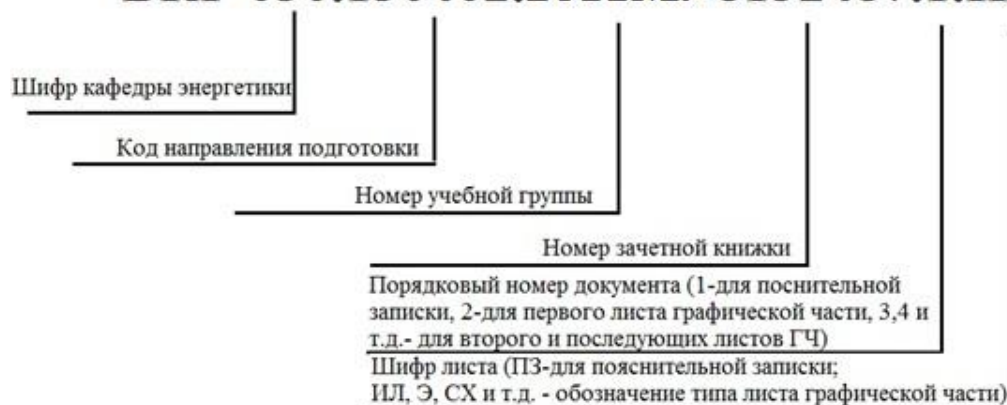 Шифр кафедры энергетики
Код направления подготовки
Номер учебной группы
Номер зачетной книжки
Порядковый номер документа (1-для поснительной
записки, 2-для первого листа графической части, 3,4 и
т.д.- для второго и последующих листов ГЧ)
Шифр листа (ПЗ-для пояснительной записки;
ИЛ, Э, СХ и т.д. - обозначение типа листа графической части)